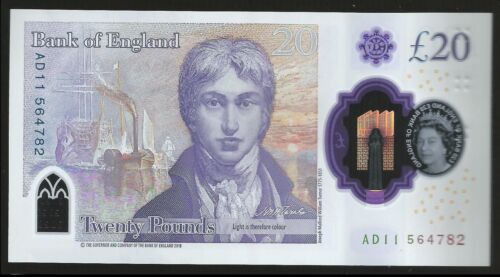 Bank of England
20
£20
AD11 564782
Twenty Pounds
JMW Turner
Light is therefore colour
Joseph Mallord William Turner 1775-1851
© THE GOVERNOR AND COMPANY OF THE BANK OF ENGLAND 2018
AD11 564782